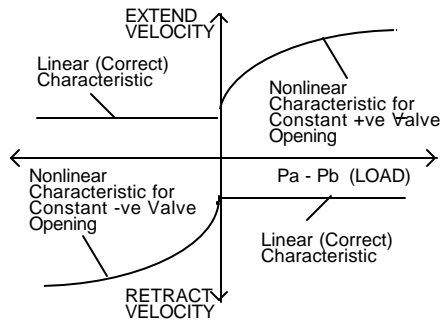 EXTEND
VELOCITY
Linear (Correct)
Characteristic
Nonlinear
Characteristic for
Constant +ve Valve
Opening
Nonlinear
Characteristic for
Constant -ve Valve
Opening
Pa - Pb (LOAD)
Linear (Correct)
Characteristic
RETRACT
VELOCITY